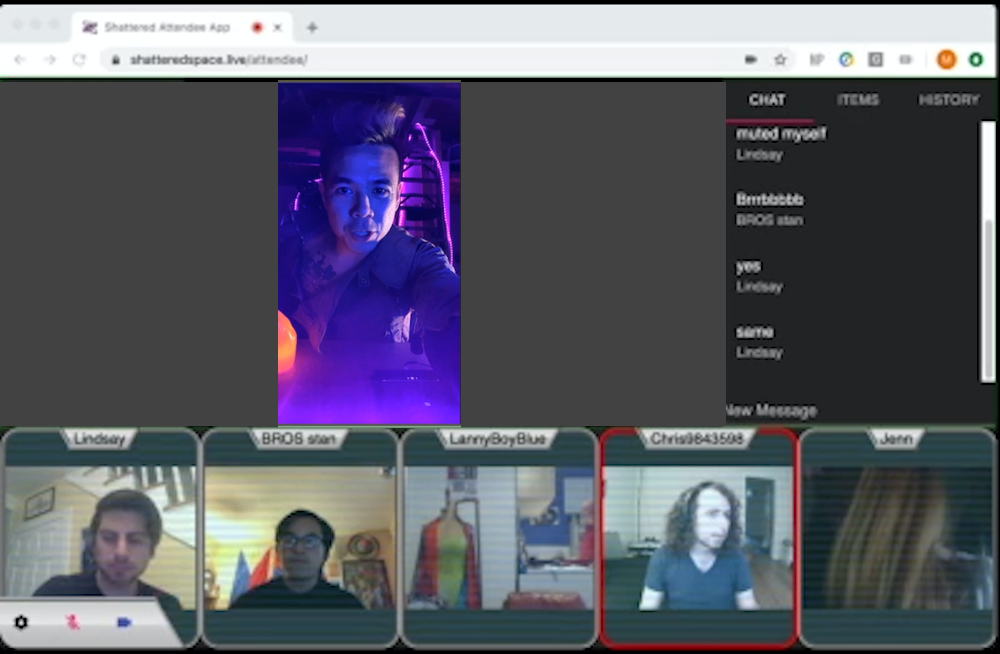 Shattered Attendee App
shatteredspace.live/attendee/
CHAT
ITEMS
HISTORY
muted myself
Lindsay
Brrrbbbbb
BROS stan
yes
Lindsay
same
Lindsay
New Message
Lindsay
BROS stan
LannyBoyBlue
Chris9843598
Jenn